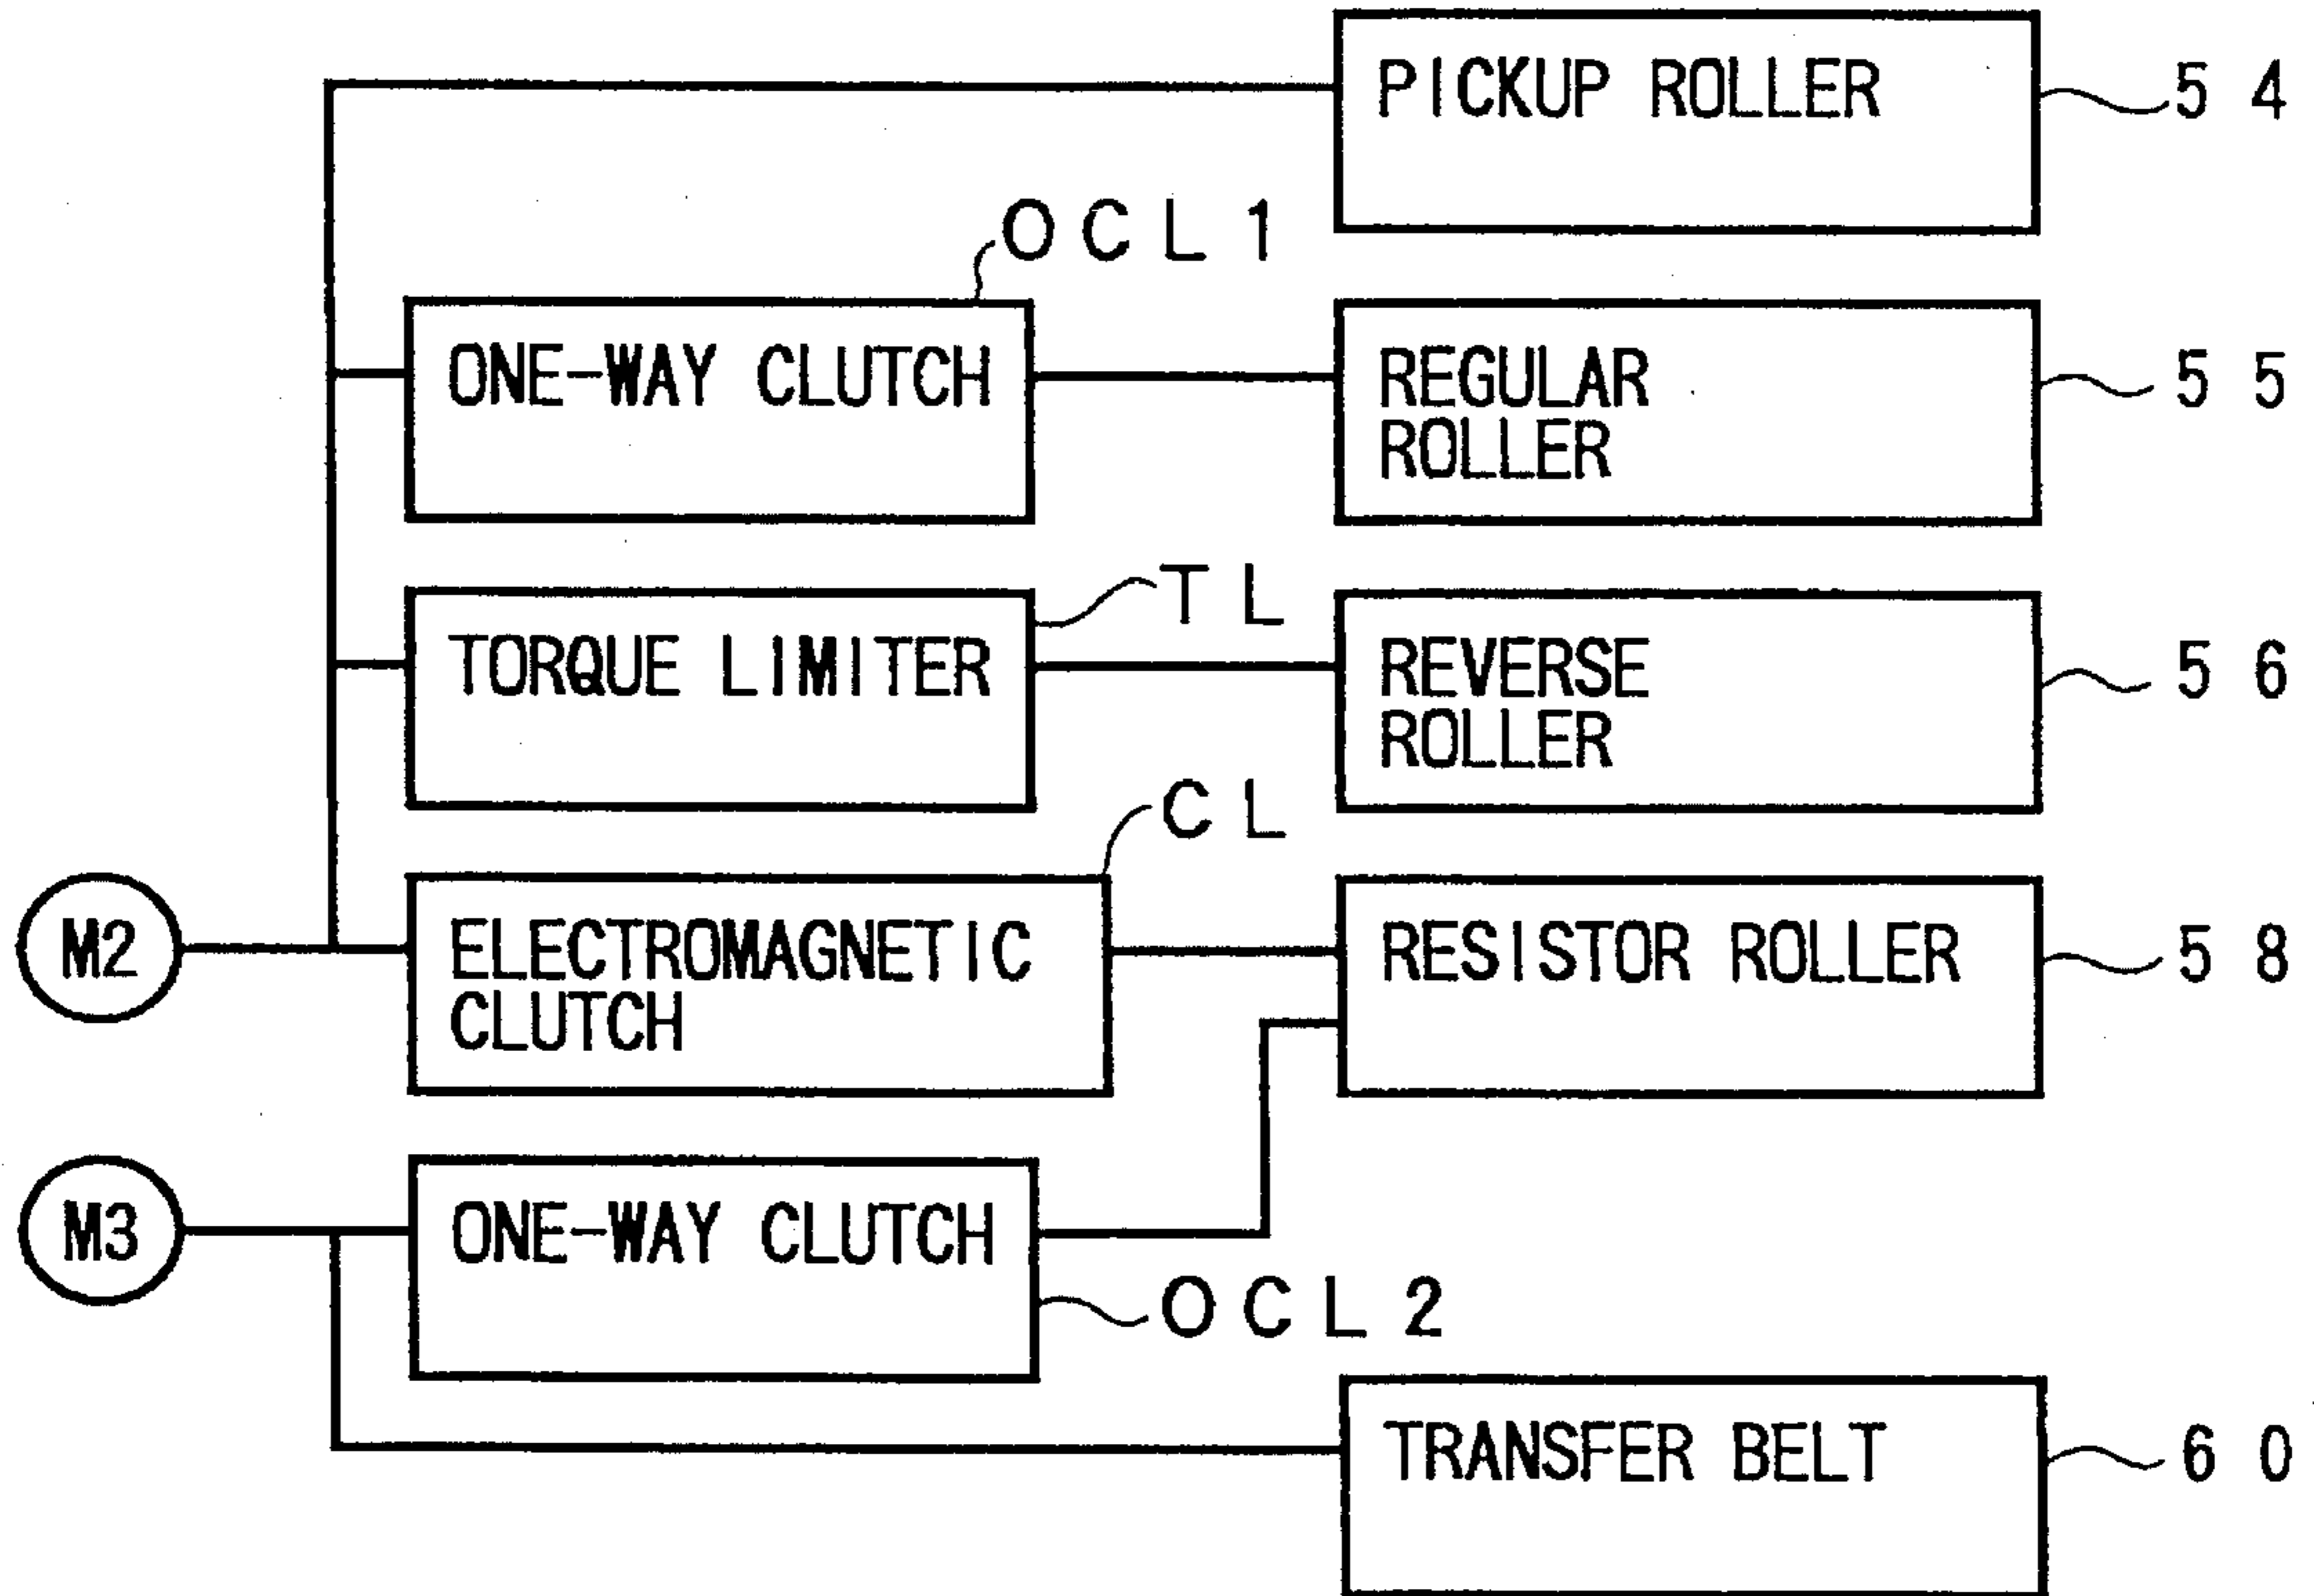 PICKUP ROLLER
54
OCL1
ONE-WAY CLUTCH
REGULAR
ROLLER
55
TL
TORQUE LIMITER
REVERSE
ROLLER
56
CL
M2
ELECTROMAGNETIC
CLUTCH
RESISTOR ROLLER
58
M3
ONE-WAY CLUTCH
OCL2
TRANSFER BELT
60